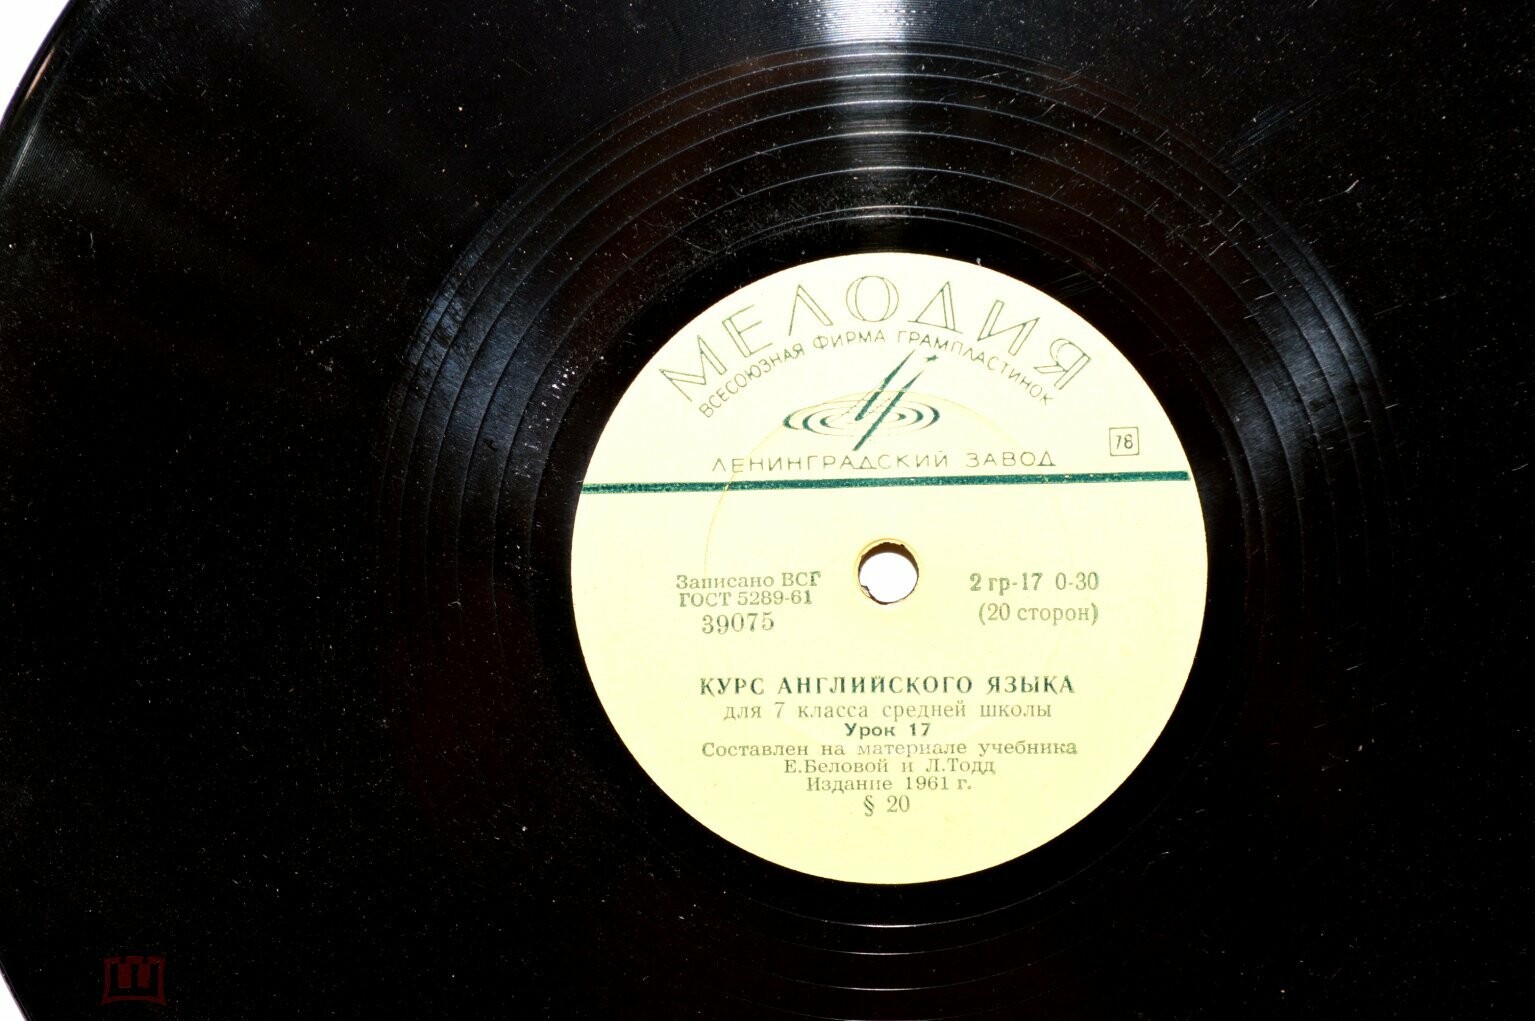 МЕЛОДИЯ
ВСЕСОЮЗНАЯ ФИРМА ГРАМПЛАСТИНОК
ЛЕНИНГРАДСКИЙ ЗАВОД
78
Записано ВСГ
ГОСТ 5289-61
39075
2 гр-17 0-30
(20 сторон)
КУРС АНГЛИЙСКОГО ЯЗЫКА
для 7 класса средней школы
Урок 17
Составлен на материале учебника
Е.Беловой и Л.Тодд
Издание 1961 г.
§ 20